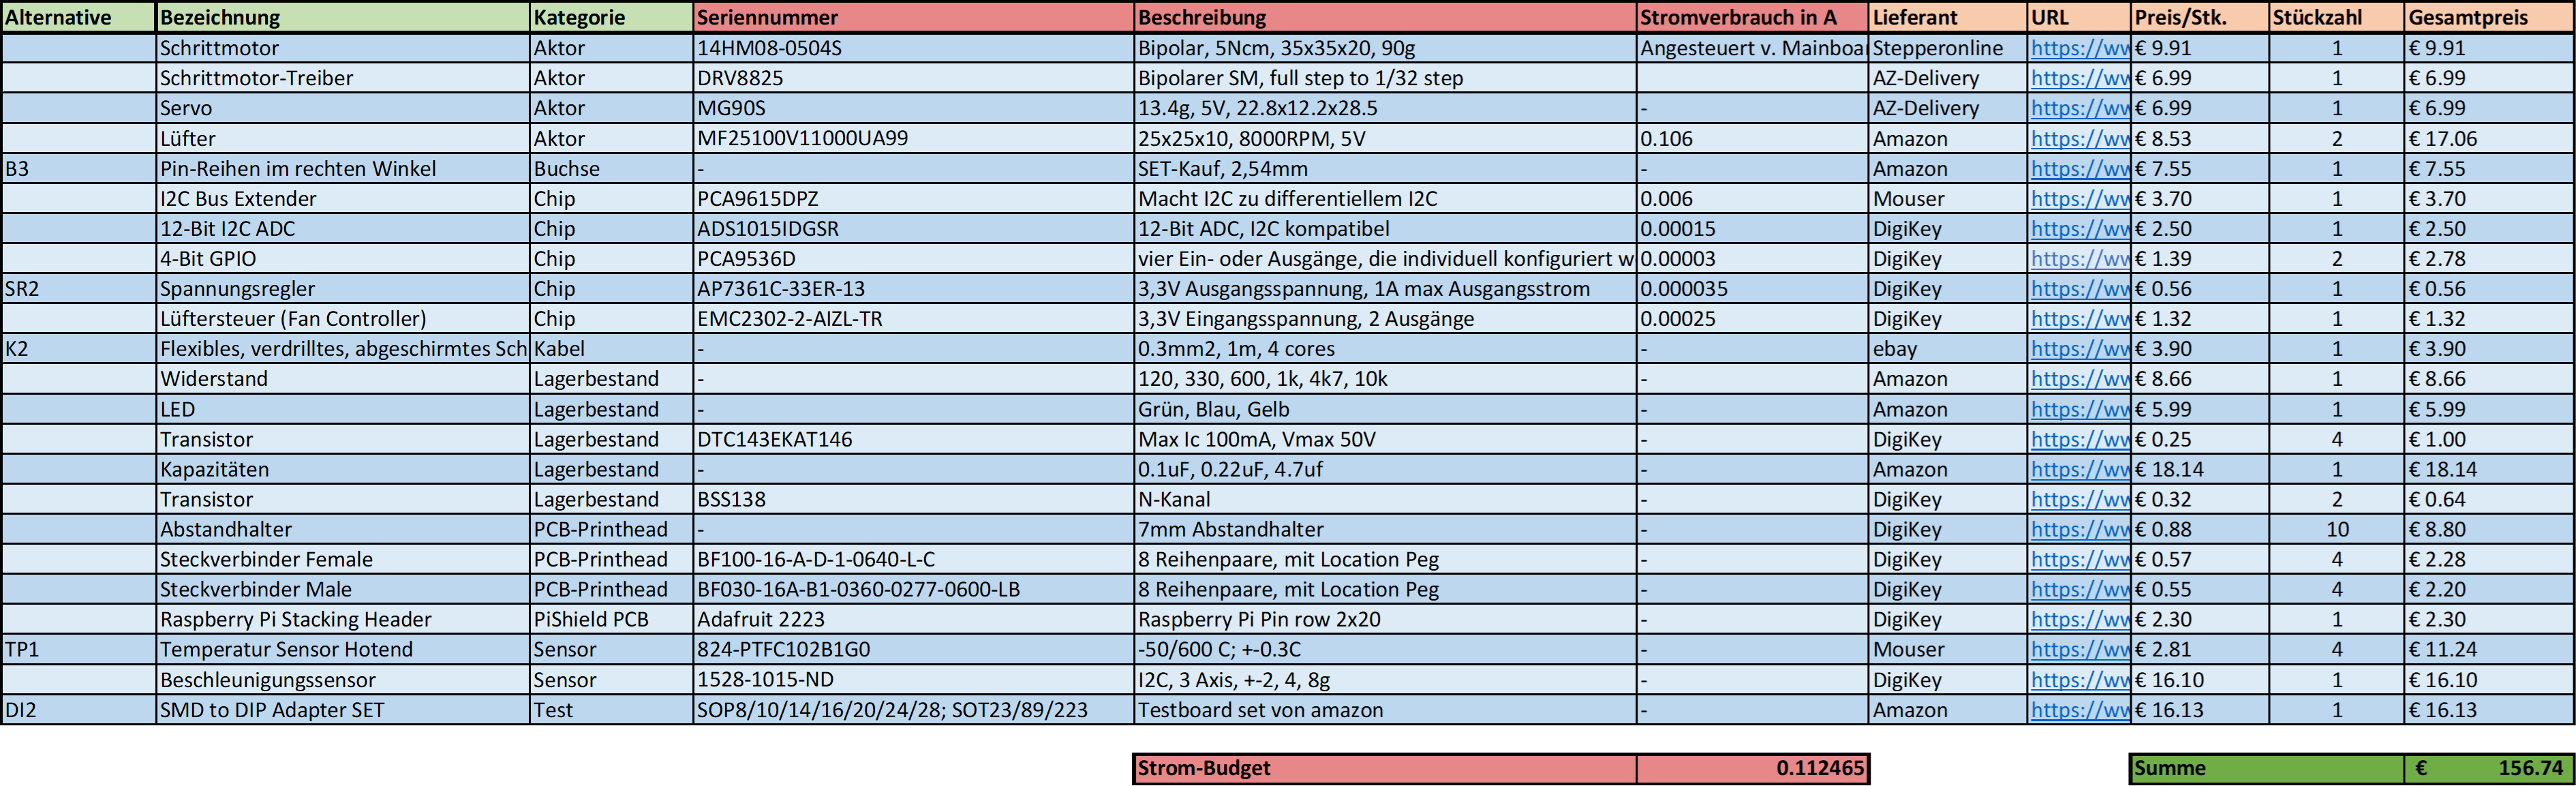 Alternative Bezeichnung Kategorie Seriennummer Beschreibung Stromverbrauch in A Lieferant URL Preis/Stk. Stückzahl Gesamtpreis
Schrittmotor Aktor 14HM08-0504S Bipolar, 5Ncm, 35x35x20, 90g Angesteuert v. Mainboar Stepperonline https://ww € 9.91 1 € 9.91
Schrittmotor-Treiber Aktor DRV8825 Bipolarer SM, full step to 1/32 step AZ-Delivery https://ww € 6.99 1 € 6.99
Servo Aktor MG90S 13.4g, 5V, 22.8x12.2x28.5 - AZ-Delivery https://ww € 6.99 1 € 6.99
Lüfter Aktor MF25100V11000UA99 25x25x10, 8000RPM, 5V 0.106 Amazon https://ww € 8.53 2 € 17.06
B3 Pin-Reihen im rechten Winkel Buchse - SET-Kauf, 2,54mm - Amazon https://ww € 7.55 1 € 7.55
I2C Bus Extender Chip PCA9615DPZ Macht I2C zu differentiellem I2C 0.006 Mouser https://ww € 3.70 1 € 3.70
12-Bit I2C ADC Chip ADS1015IDGSR 12-Bit ADC, I2C kompatibel 0.00015 DigiKey https://ww € 2.50 1 € 2.50
4-Bit GPIO Chip PCA9536D vier Ein- oder Ausgänge, die individuell konfiguriert w 0.00003 DigiKey https://ww € 1.39 2 € 2.78
SR2 Spannungsregler Chip AP7361C-33ER-13 3,3V Ausgangsspannung, 1A max Ausgangsstrom 0.000035 DigiKey https://ww € 0.56 1 € 0.56
Lüftersteuer (Fan Controller) Chip EMC2302-2-AIZL-TR 3,3V Eingangsspannung, 2 Ausgänge 0.00025 DigiKey https://ww € 1.32 1 € 1.32
K2 Flexibles, verdrilltes, abgeschirmtes Sch Kabel - 0.3mm2, 1m, 4 cores - ebay https://ww € 3.90 1 € 3.90
Widerstand Lagerbestand - 120, 330, 600, 1k, 4k7, 10k - Amazon https://ww € 8.66 1 € 8.66
LED Lagerbestand - Grün, Blau, Gelb - Amazon https://ww € 5.99 1 € 5.99
Transistor Lagerbestand DTC143EKAT146 Max Ic 100mA, Vmax 50V - DigiKey https://ww € 0.25 4 € 1.00
Kapazitäten Lagerbestand - 0.1uF, 0.22uF, 4.7uf - Amazon https://ww € 18.14 1 € 18.14
Transistor Lagerbestand BSS138 N-Kanal - DigiKey https://ww € 0.32 2 € 0.64
Abstandhalter PCB-Printhead - 7mm Abstandhalter - DigiKey https://ww € 0.88 10 € 8.80
Steckverbinder Female PCB-Printhead BF100-16-A-D-1-0640-L-C 8 Reihenpaare, mit Location Peg - DigiKey https://ww € 0.57 4 € 2.28
Steckverbinder Male PCB-Printhead BF030-16A-B1-0360-0277-0600-LB 8 Reihenpaare, mit Location Peg - DigiKey https://ww € 0.55 4 € 2.20
Raspberry Pi Stacking Header PiShield PCB Adafruit 2223 Raspberry Pi Pin row 2x20 - DigiKey https://ww € 2.30 1 € 2.30
TP1 Temperatur Sensor Hotend Sensor 824-PTFC102B1G0 -50/600 C; +-0.3C - Mouser https://ww € 2.81 4 € 11.24
Beschleunigungssensor Sensor 1528-1015-ND I2C, 3 Axis, +-2, 4, 8g - DigiKey https://ww € 16.10 1 € 16.10
DI2 SMD to DIP Adapter SET Test SOP8/10/14/16/20/24/28; SOT23/89/223 Testboard set von amazon - Amazon https://ww € 16.13 1 € 16.13
Strom-Budget 0.112465 Summe € 156.74